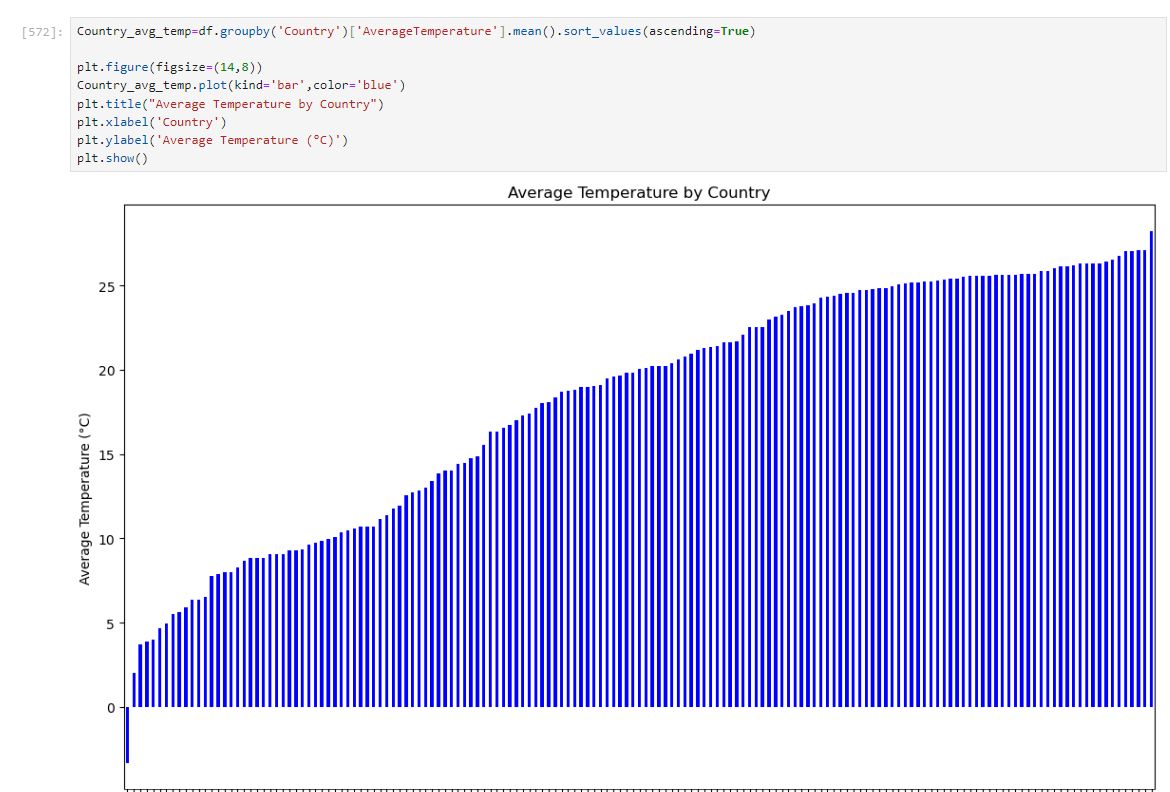 [572]: Country_avg_temp=df.groupby('Country')['AverageTemperature'].mean().sort_values(ascending=True)
plt.figure(figsize=(14,8))
Country_avg_temp.plot(kind='bar',color='blue')
plt.title("Average Temperature by Country")
plt.xlabel('Country')
plt.ylabel('Average Temperature (°C)')
plt.show()
Average Temperature by Country
25
20
15
10
5
0
Average Temperature (°C)